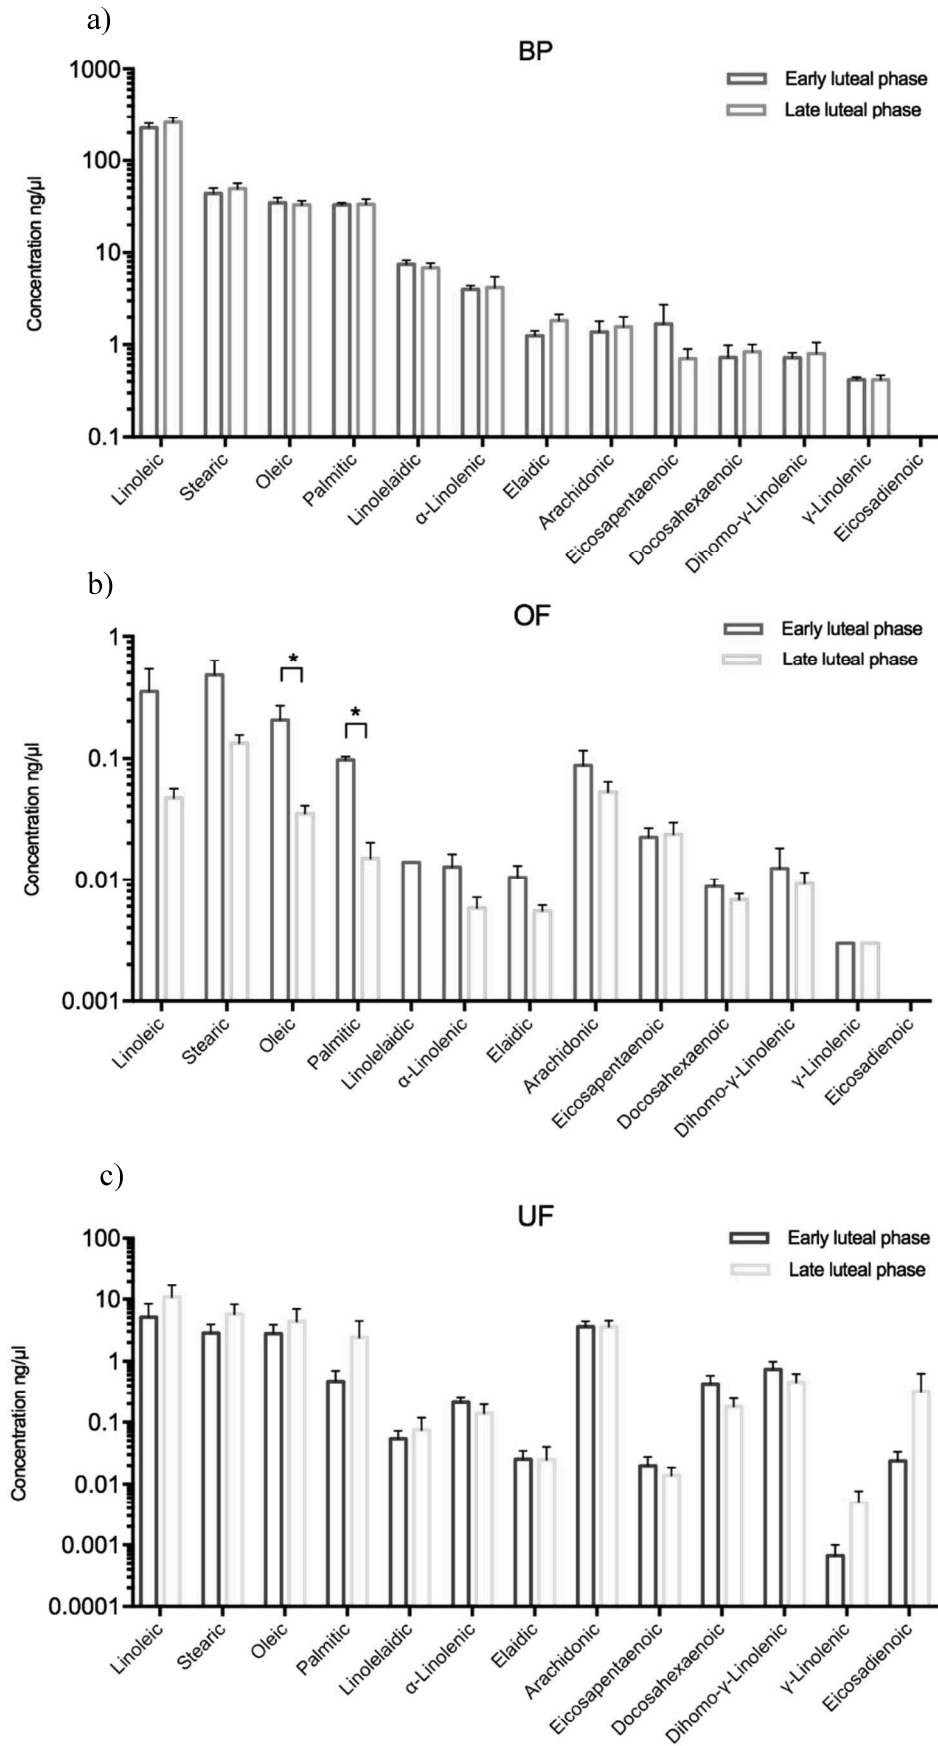 a)
BP
Early luteal phase
Late luteal phase
Concentration ng/µl
1000
100
10
1
0.1
Linoleic
Stearic
Oleic
Palmitic
Linolelaidic
α-Linolenic
Elaidic
Arachidonic
Eicosapentaenoic
Docosahexaenoic
Dihomo-γ-Linolenic
γ-Linolenic
Eicosadienoic
b)
OF
Early luteal phase
Late luteal phase
Concentration ng/µl
1
0.1
0.01
0.001
*
*
Linoleic
Stearic
Oleic
Palmitic
Linolelaidic
α-Linolenic
Elaidic
Arachidonic
Eicosapentaenoic
Docosahexaenoic
Dihomo-γ-Linolenic
γ-Linolenic
Eicosadienoic
c)
UF
Early luteal phase
Late luteal phase
Concentration ng/µl
100
10
1
0.1
0.01
0.001
0.0001
Linoleic
Stearic
Oleic
Palmitic
Linolelaidic
α-Linolenic
Elaidic
Arachidonic
Eicosapentaenoic
Docosahexaenoic
Dihomo-γ-Linolenic
γ-Linolenic
Eicosadienoic